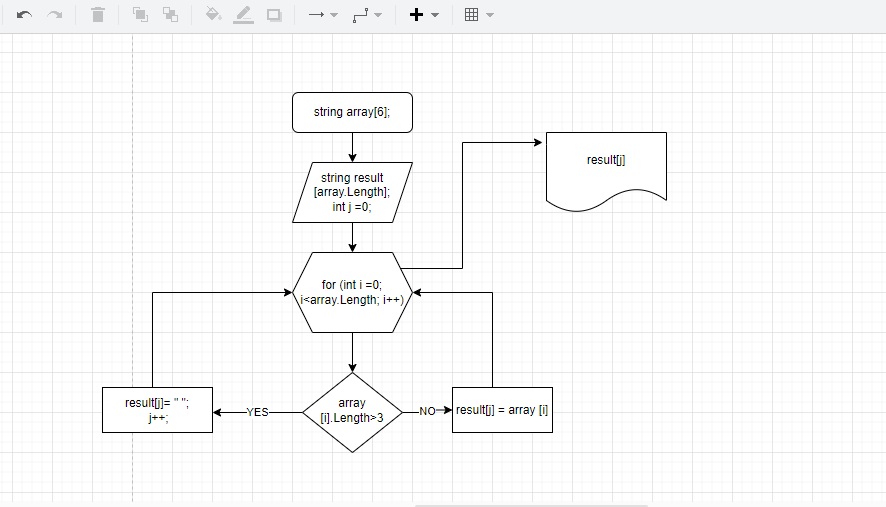 string array[6];
string result
[array.Length];
int j =0;
result[j]
for (int i =0;
i<array.Length; i++)
array
[i].Length>3
YES
NO
result[j]= " ";
j++;
result[j] = array [i]